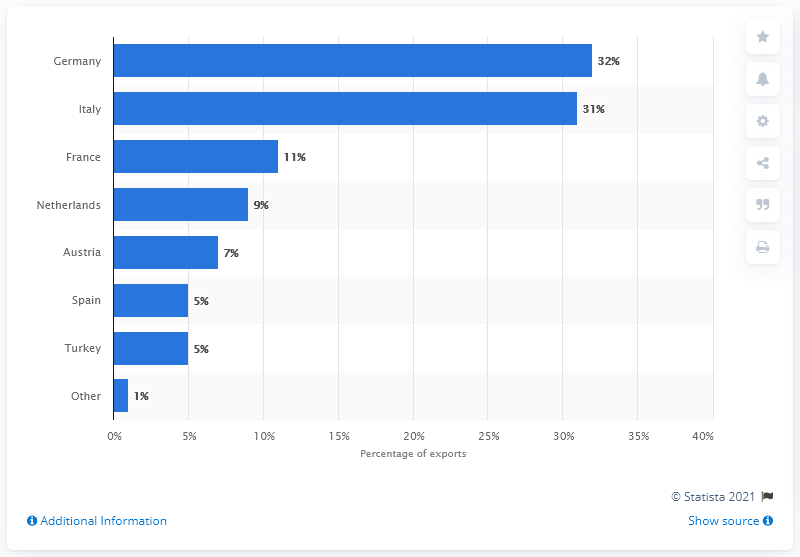 Germany 32%
Italy 31%
France 11%
Netherlands 9%
Austria 7%
Spain 5%
Turkey 5%
Other 1%
0% 5% 10% 15% 20% 25% 30% 35% 40%
Percentage of exports
© Statista 2021
Additional Information Show source